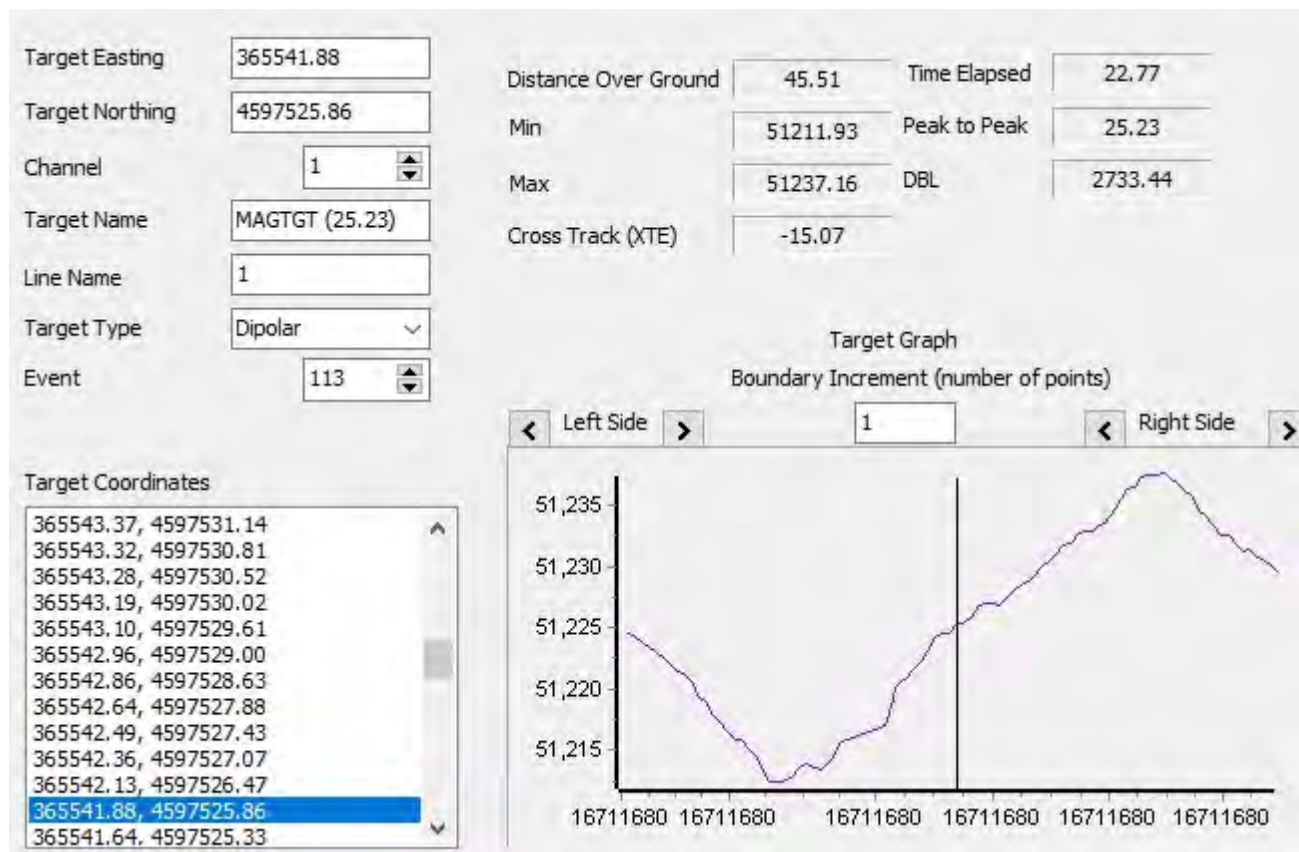 Target Easting 365541.88
Target Northing 4597525.86
Channel 1
Target Name MAGTGT (25.23)
Line Name 1
Target Type Dipolar
Event 113
Distance Over Ground 45.51 Time Elapsed 22.77
Min 51211.93 Peak to Peak 25.23
Max 51237.16 DBL 2733.44
Cross Track (XTE) -15.07
Target Graph
Boundary Increment (number of points)
Left Side 1 Right Side
51,235
51,230
51,225
51,220
51,215
16711680 16711680 16711680 16711680 16711680 16711680
Target Coordinates
365543.37, 4597531.14
365543.32, 4597530.81
365543.28, 4597530.52
365543.19, 4597530.02
365543.10, 4597529.61
365542.96, 4597529.00
365542.86, 4597528.63
365542.64, 4597527.88
365542.49, 4597527.43
365542.36, 4597527.07
365542.13, 4597526.47
365541.88, 4597525.86
365541.64, 4597525.33